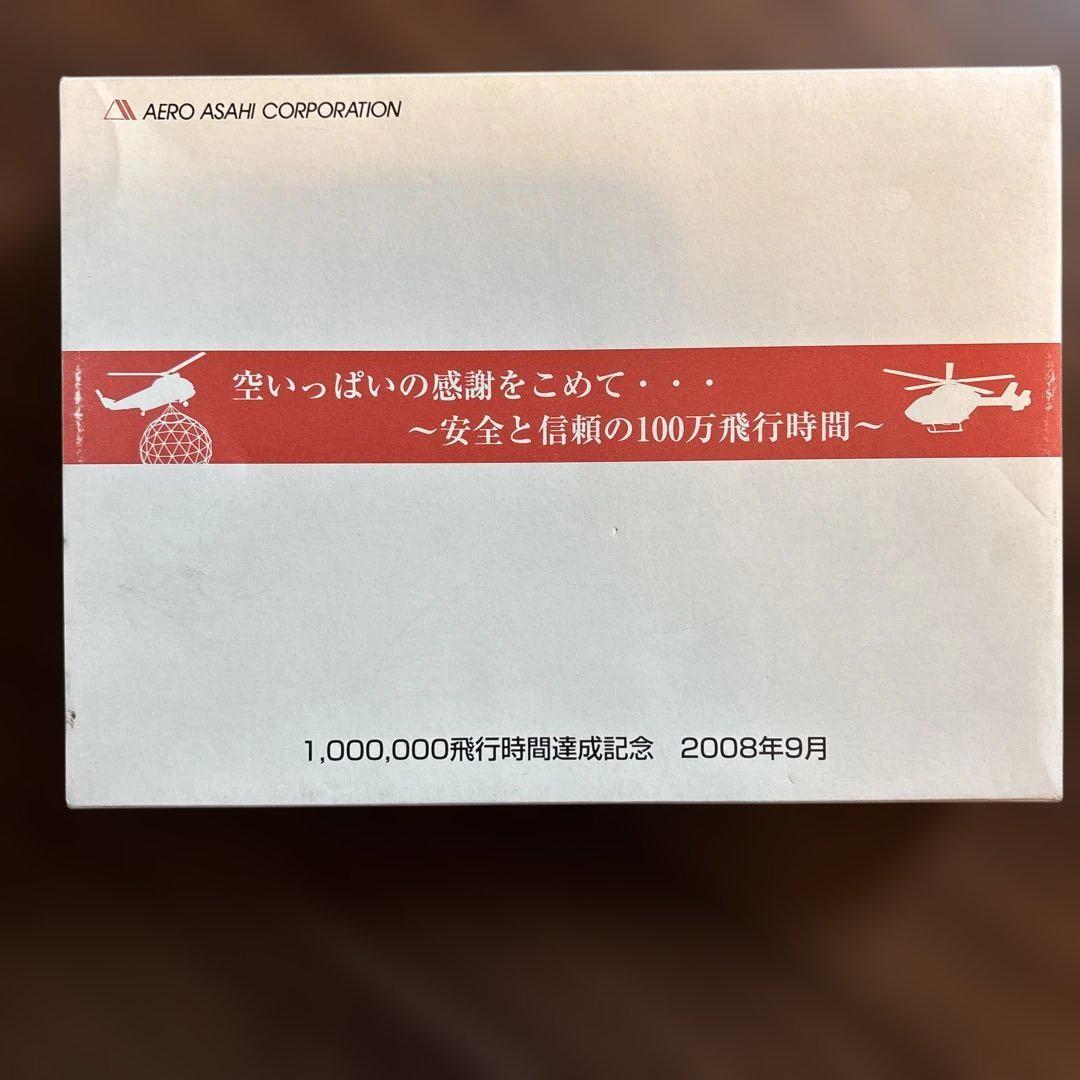 AERO ASAHI CORPORATION
空いっぱいの感謝をこめて・・・
～安全と信頼の100万飛行時間～
1,000,000飛行時間達成記念　2008年9月